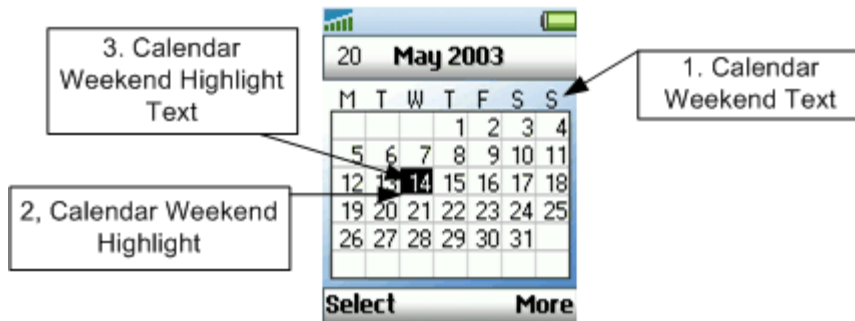 3. Calendar
Weekend Highlight
Text
2, Calendar Weekend
Highlight
20 May 2003
M T W T F S S
1 2 3 4
5 6 7 8 9 10 11
12 13 14 15 16 17 18
19 20 21 22 23 24 25
26 27 28 29 30 31
Select More
1. Calendar
Weekend Text